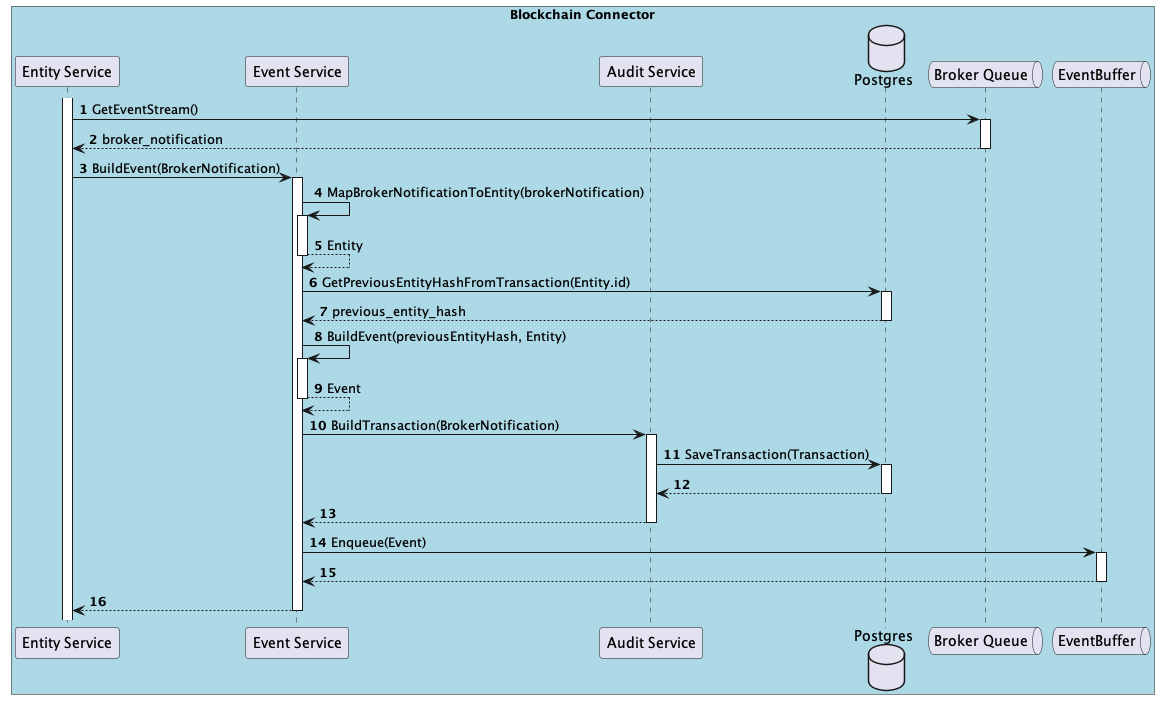 Blockchain Connector
Entity Service
Event Service
Audit Service
Postgres
Broker Queue
EventBuffer
1 GetEventStream()
2 broker_notification
3 BuildEvent(BrokerNotification)
4 MapBrokerNotificationToEntity(brokerNotification)
5 Entity
6 GetPreviousEntityHashFromTransaction(Entity.id)
7 previous_entity_hash
8 BuildEvent(previousEntityHash, Entity)
9 Event
10 BuildTransaction(BrokerNotification)
11 SaveTransaction(Transaction)
12
13
14 Enqueue(Event)
15
16
Entity Service
Event Service
Audit Service
Postgres
Broker Queue
EventBuffer